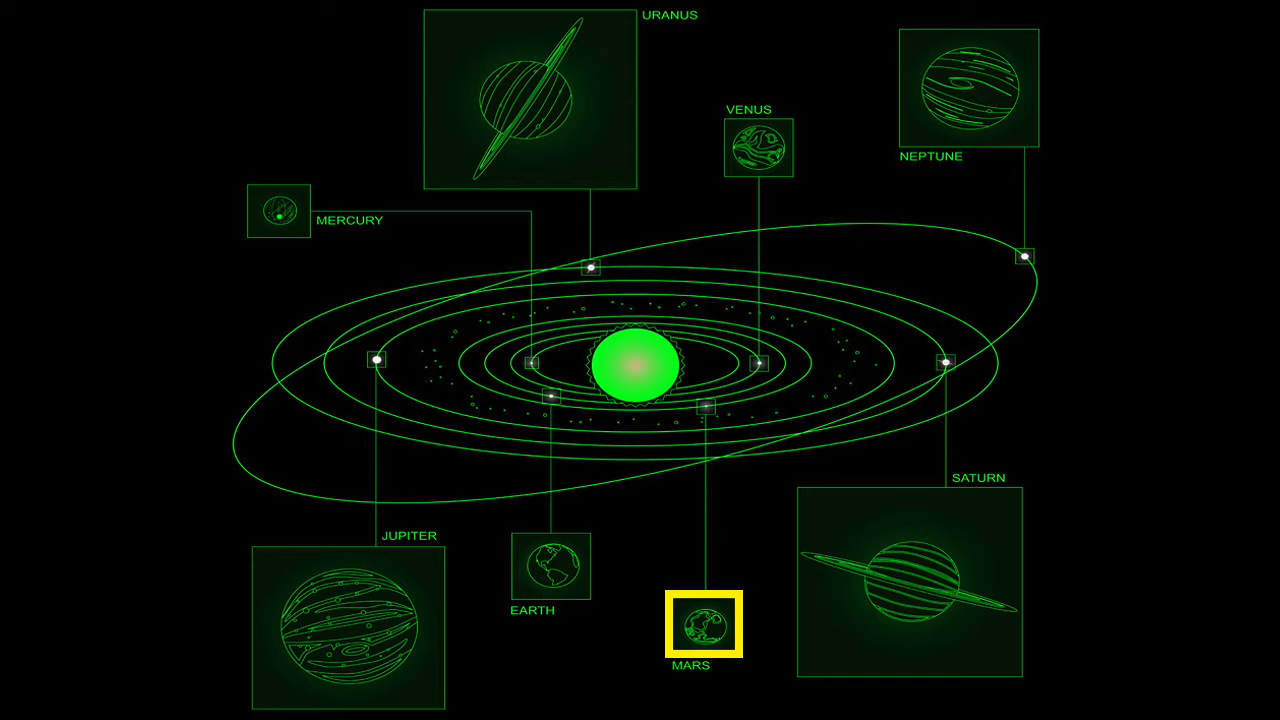 URANUS
VENUS
NEPTUNE
MERCURY
SATURN
JUPITER
EARTH
MARS